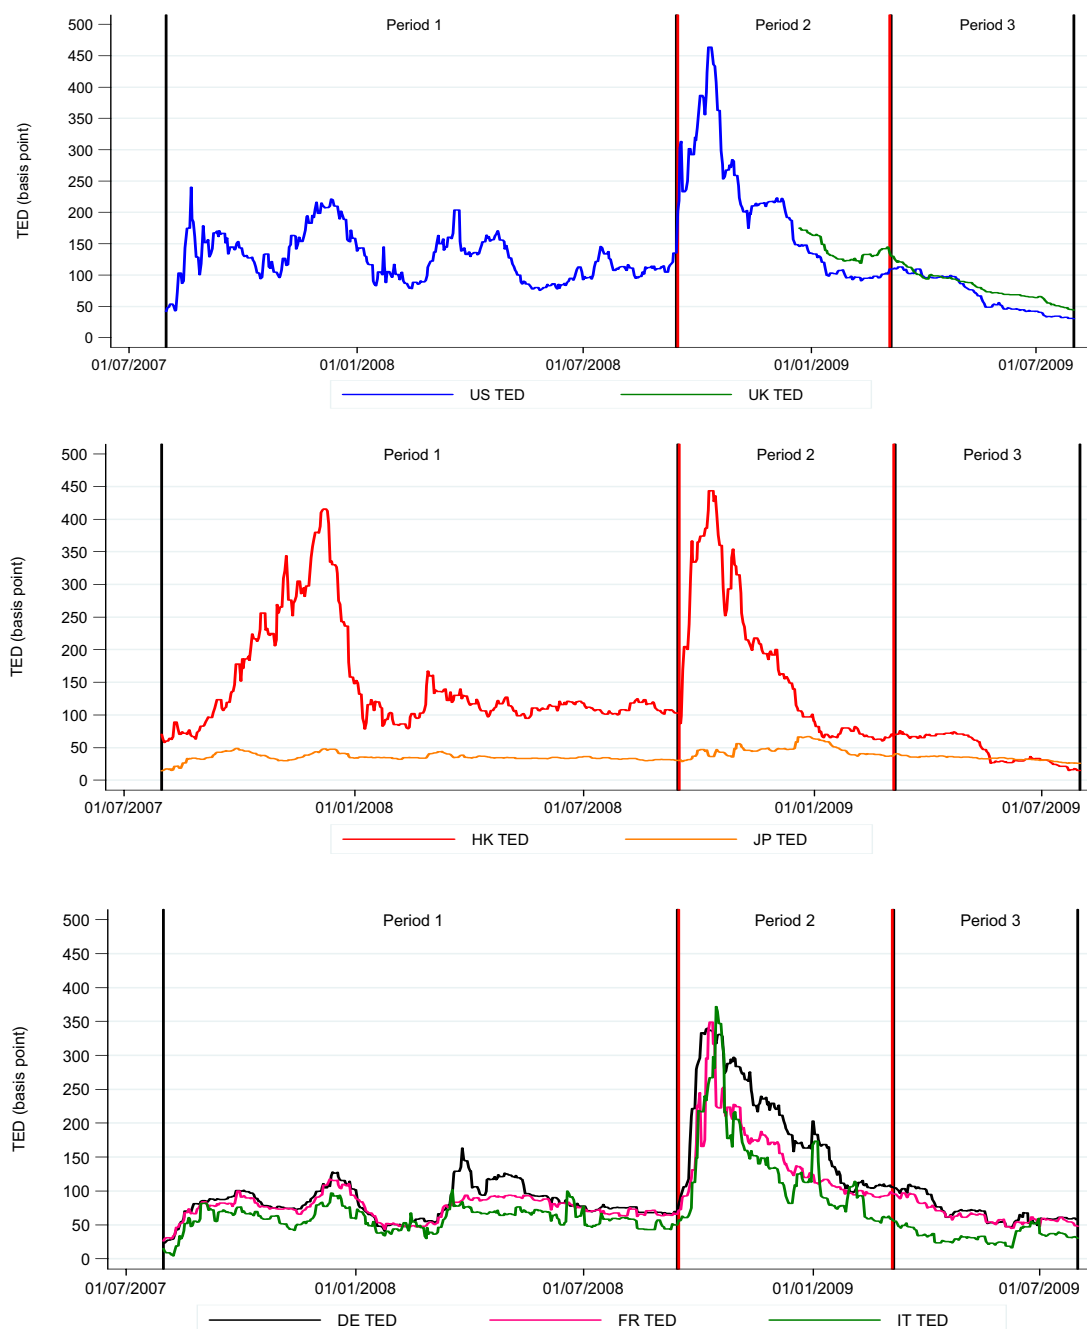 TED (basis point)
Period 1 Period 2 Period 3
500
450
400
350
300
250
200
150
100
50
0
01/07/2007 01/01/2008 01/07/2008 01/01/2009 01/07/2009
US TED UK TED
TED (basis point)
Period 1 Period 2 Period 3
500
450
400
350
300
250
200
150
100
50
0
01/07/2007 01/01/2008 01/07/2008 01/01/2009 01/07/2009
HK TED JP TED
TED (basis point)
Period 1 Period 2 Period 3
500
450
400
350
300
250
200
150
100
50
0
01/07/2007 01/01/2008 01/07/2008 01/01/2009 01/07/2009
DE TED FR TED IT TED